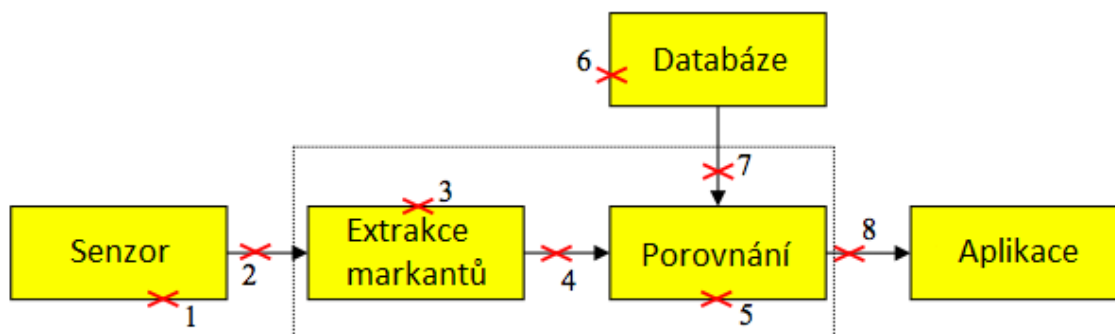 Databáze
6
7
3
Senzor
Extrakce
markantů
Porovnání
8
Aplikace
2
4
1
5